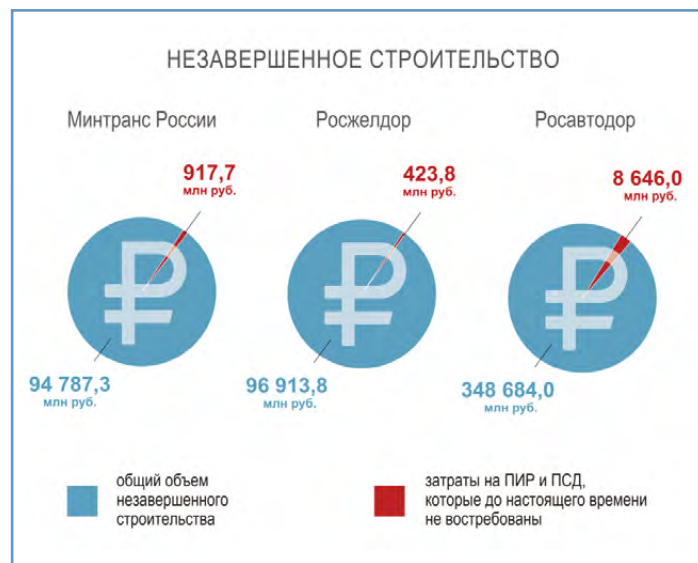 НЕЗАВЕРШЕННОЕ СТРОИТЕЛЬСТВО
Минтранс России
917,7
млн руб.
94 787,3
млн руб.
Росжелдор
423,8
млн руб.
96 913,8
млн руб.
Росавтодор
8 646,0
млн руб.
348 684,0
млн руб.
общий объем
незавершенного
строительства
затраты на ПИР и ПСД,
которые до настоящего времени
не востребованы